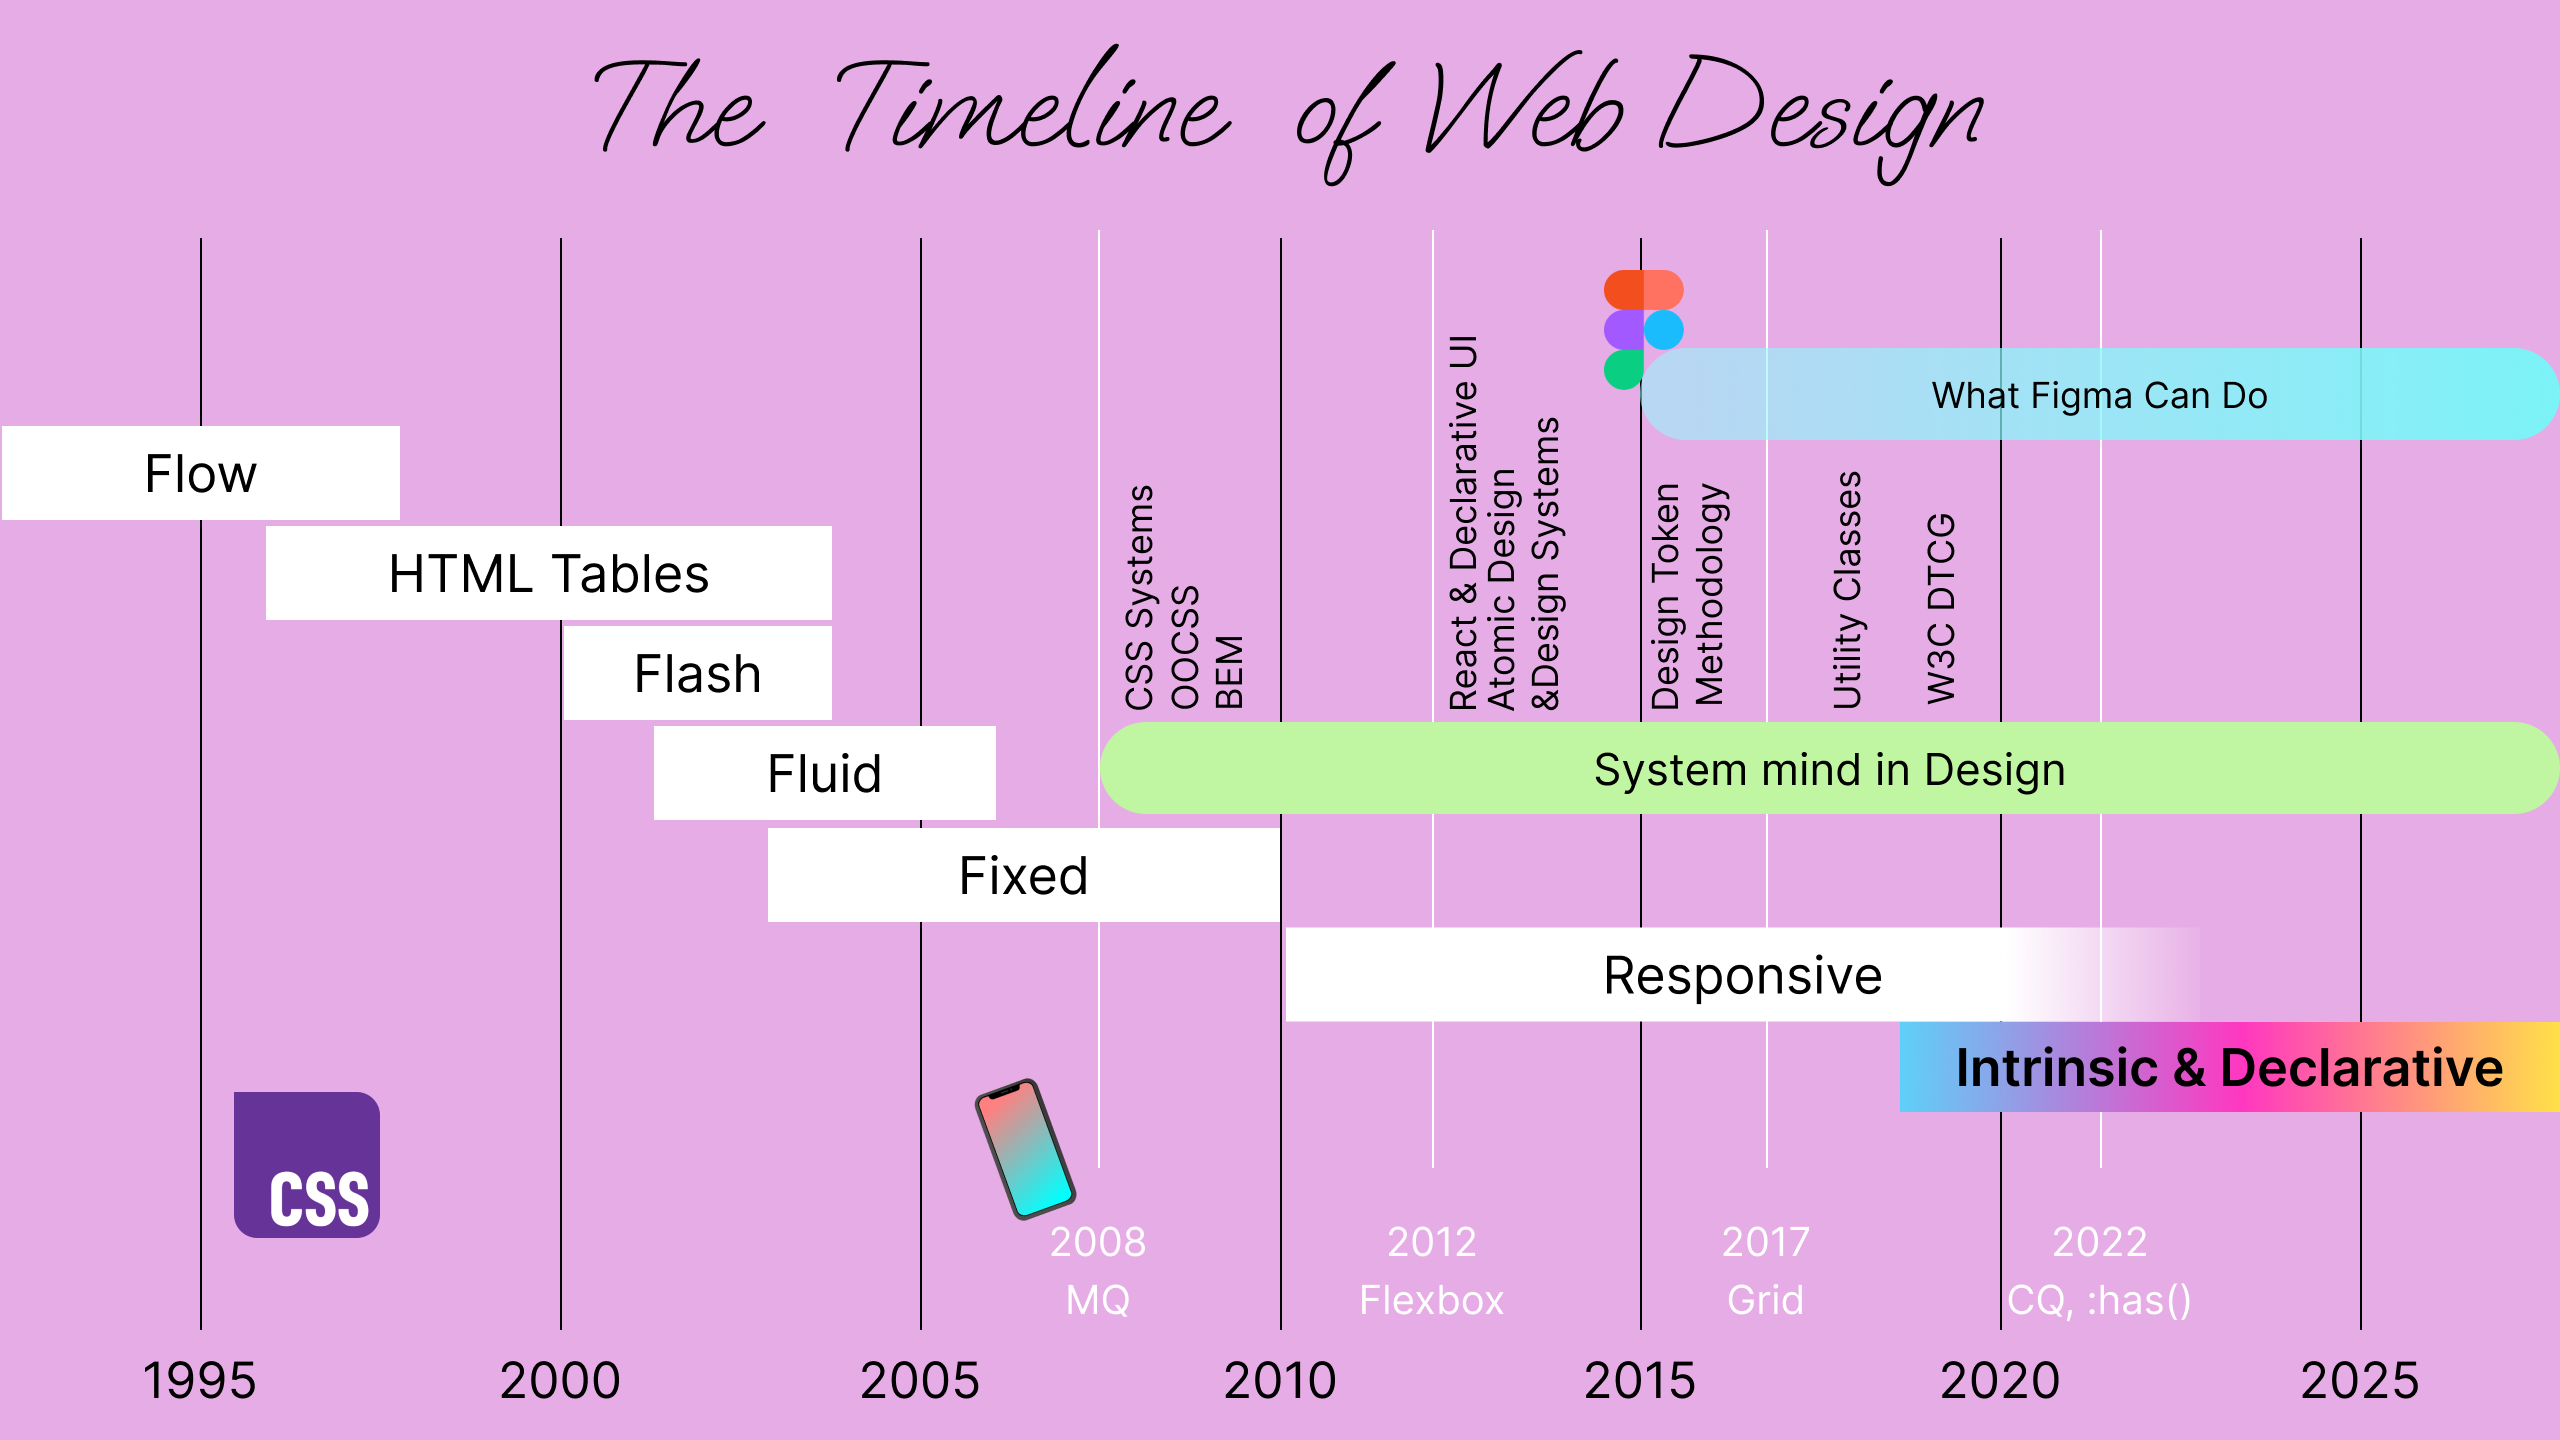 The Timeline of Web Design
What Figma Can Do
Flow
HTML Tables
Flash
Fluid
CSS Systems
OOCSS
BEM
React & Declarative UI
Atomic Design
&Design Systems
Design Token
Methodology
Utility Classes
W3C DTCG
System mind in Design
Fixed
Responsive
Intrinsic & Declarative
CSS
2008
MQ
2012
Flexbox
2017
Grid
2022
CQ, :has()
1995
2000
2005
2010
2015
2020
2025